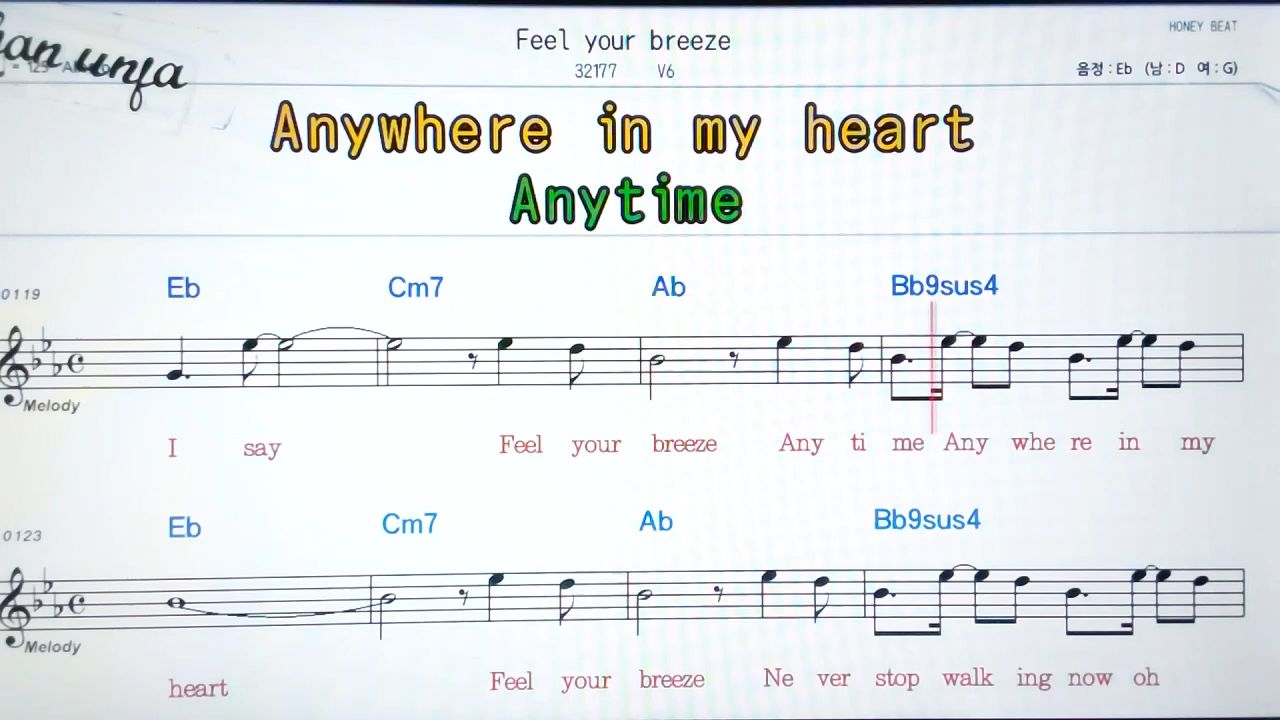 Feel your breeze
HONEY BEAT
32177 V6
음정 : Eb (남 : D 여 : G)
Anywhere in my heart
Anytime
Eb Cm7 Ab Bb9sus4
0119
Melody
I say Feel your breeze Any ti me Any whe re in my
Eb Cm7 Ab Bb9sus4
0123
Melody
heart Feel your breeze Ne ver stop walk ing now oh